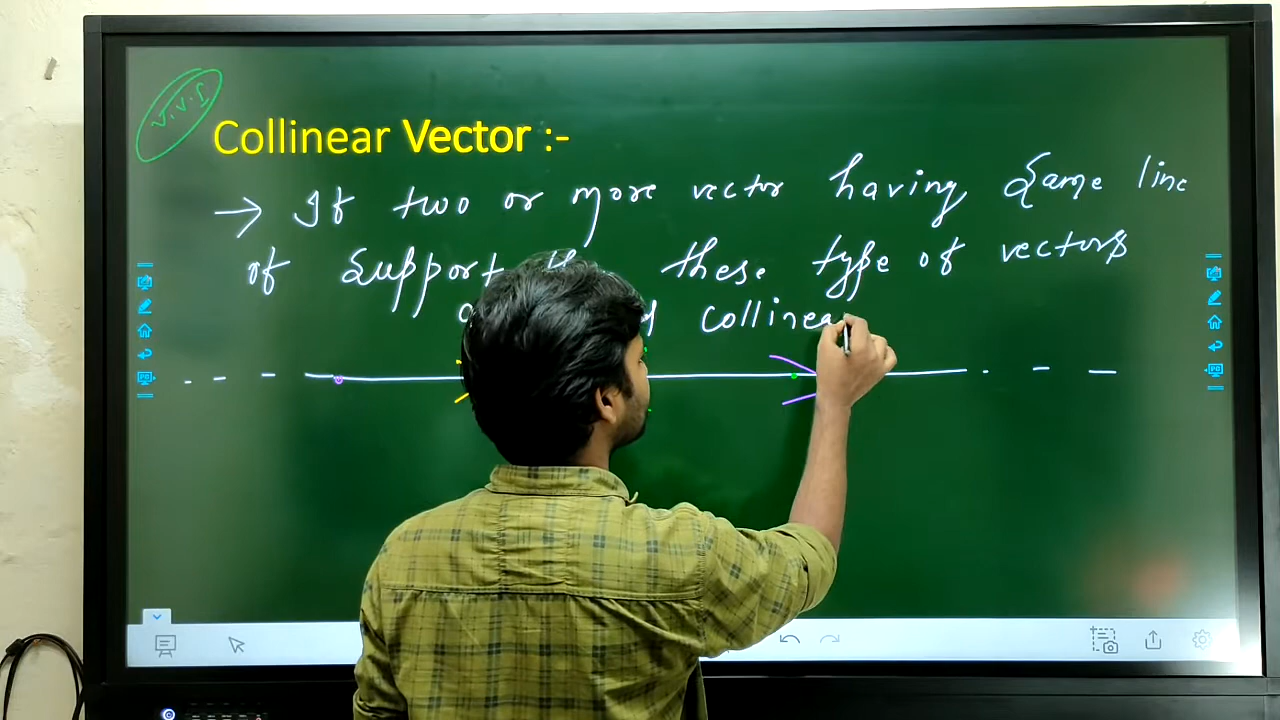 V.V.I
Collinear Vector :-
→ If two or more vector having same line
of support these type of vectors
collinea